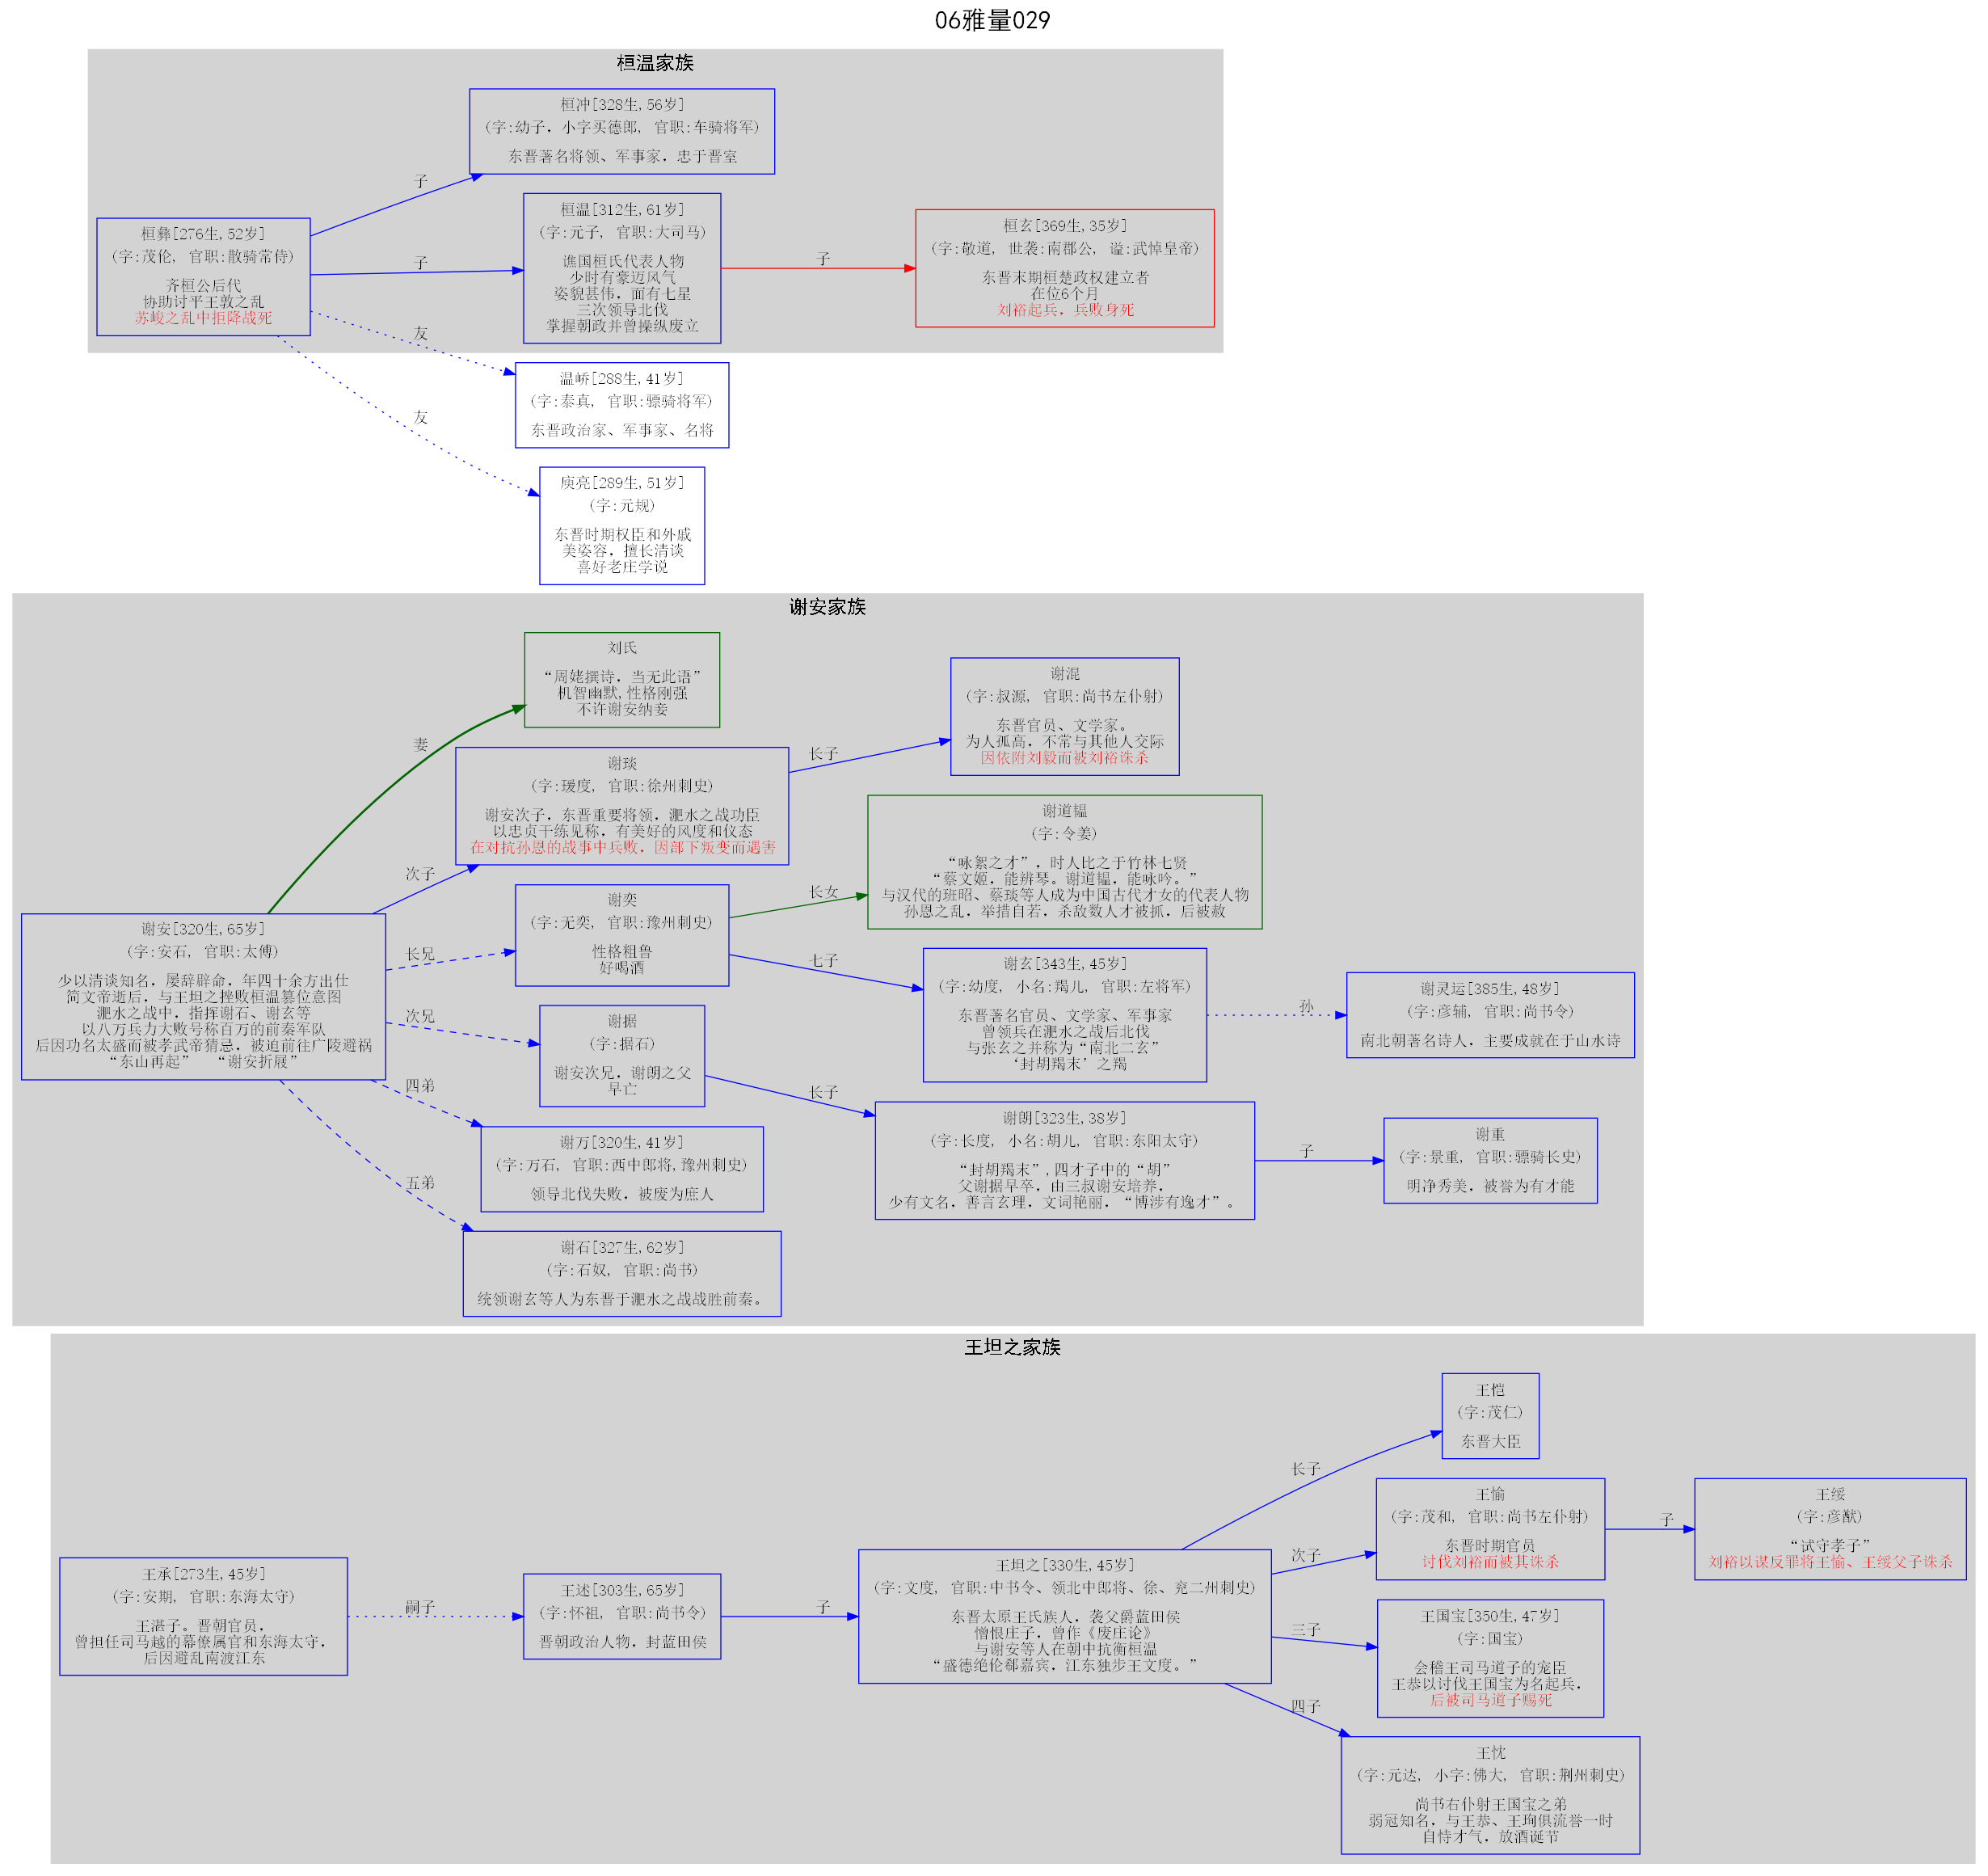 06雅量029
桓温家族
桓冲[328生,56岁]
(字:幼子，小字买德郎, 官职:车骑将军)
东晋著名将领、军事家，忠于晋室
子
桓彝[276生,52岁]
(字:茂伦, 官职:散骑常侍)
齐桓公后代
协助讨平王敦之乱
苏峻之乱中拒降战死
子
桓温[312生,61岁]
(字:元子, 官职:大司马)
谯国桓氏代表人物
少时有豪迈风气
姿貌甚伟，面有七星
三次领导北伐
掌握朝政并曾操纵废立
子
桓玄[369生,35岁]
(字:敬道, 世袭:南郡公, 谥:武悼皇帝)
东晋末期桓楚政权建立者
在位6个月
刘裕起兵，兵败身死
友
温峤[288生,41岁]
(字:泰真, 官职:骠骑将军)
东晋政治家、军事家、名将
友
庾亮[289生,51岁]
(字:元规)
东晋时期权臣和外戚
美姿容，擅长清谈
喜好老庄学说
谢安家族
刘氏
“周姥撰诗，当无此语”
机智幽默,性格刚强
不许谢安纳妾
妻
谢琰
(字:瑗度, 官职:徐州刺史)
谢安次子，东晋重要将领，淝水之战功臣
以忠贞干练见称，有美好的风度和仪态
在对抗孙恩的战事中兵败，因部下叛变而遇害
长子
谢混
(字:叔源, 官职:尚书左仆射)
东晋官员、文学家。
为人孤高，不常与其他人交际
因依附刘毅而被刘裕诛杀
次子
谢安[320生,65岁]
(字:安石, 官职:太傅)
少以清谈知名，屡辞辟命，年四十余方出仕
简文帝逝后，与王坦之挫败桓温篡位意图
淝水之战中，指挥谢石、谢玄等
以八万兵力大败号称百万的前秦军队
后因功名太盛而被孝武帝猜忌，被迫前往广陵避祸
“东山再起”  “谢安折屐”
长兄
谢奕
(字:无奕, 官职:豫州刺史)
性格粗鲁
好喝酒
长女
谢道韫
(字:令姜)
“咏絮之才”，时人比之于竹林七贤
“蔡文姬，能辨琴。谢道韫，能咏吟。”
与汉代的班昭、蔡琰等人成为中国古代才女的代表人物
孙恩之乱，举措自若，杀敌数人才被抓，后被赦
七子
谢玄[343生,45岁]
(字:幼度, 小名:羯儿, 官职:左将军)
东晋著名官员、文学家、军事家
曾领兵在淝水之战后北伐
与张玄之并称为“南北二玄”
‘封胡羯末’之羯
孙
谢灵运[385生,48岁]
(字:彦辅, 官职:尚书令)
南北朝著名诗人，主要成就在于山水诗
次兄
谢据
(字:据石)
谢安次兄，谢朗之父
早亡
长子
谢朗[323生,38岁]
(字:长度, 小名:胡儿, 官职:东阳太守)
“封胡羯末”,四才子中的“胡”
父谢据早卒，由三叔谢安培养，
少有文名，善言玄理，文词艳丽，“博涉有逸才”。
子
谢重
(字:景重, 官职:骠骑长史)
明净秀美，被誉为有才能
四弟
谢万[320生,41岁]
(字:万石, 官职:西中郎将,豫州刺史)
领导北伐失败，被废为庶人
五弟
谢石[327生,62岁]
(字:石奴, 官职:尚书)
统领谢玄等人为东晋于淝水之战战胜前秦。
王坦之家族
王承[273生,45岁]
(字:安期, 官职:东海太守)
王湛子。晋朝官员，
曾担任司马越的幕僚属官和东海太守，
后因避乱南渡江东
嗣子
王述[303生,65岁]
(字:怀祖, 官职:尚书令)
晋朝政治人物，封蓝田侯
子
王坦之[330生,45岁]
(字:文度, 官职:中书令、领北中郎将、徐、兖二州刺史)
东晋太原王氏族人，袭父爵蓝田侯
憎恨庄子，曾作《废庄论》
与谢安等人在朝中抗衡桓温
“盛德绝伦郗嘉宾，江东独步王文度。”
长子
王恺
(字:茂仁)
东晋大臣
次子
王愉
(字:茂和, 官职:尚书左仆射)
东晋时期官员
讨伐刘裕而被其诛杀
子
王绥
(字:彦猷)
“试守孝子”
刘裕以谋反罪将王愉、王绥父子诛杀
三子
王国宝[350生,47岁]
(字:国宝)
会稽王司马道子的宠臣
王恭以讨伐王国宝为名起兵，
后被司马道子赐死
四子
王忱
(字:元达, 小字:佛大, 官职:荆州刺史)
尚书右仆射王国宝之弟
弱冠知名，与王恭、王珣俱流誉一时
自恃才气，放酒诞节